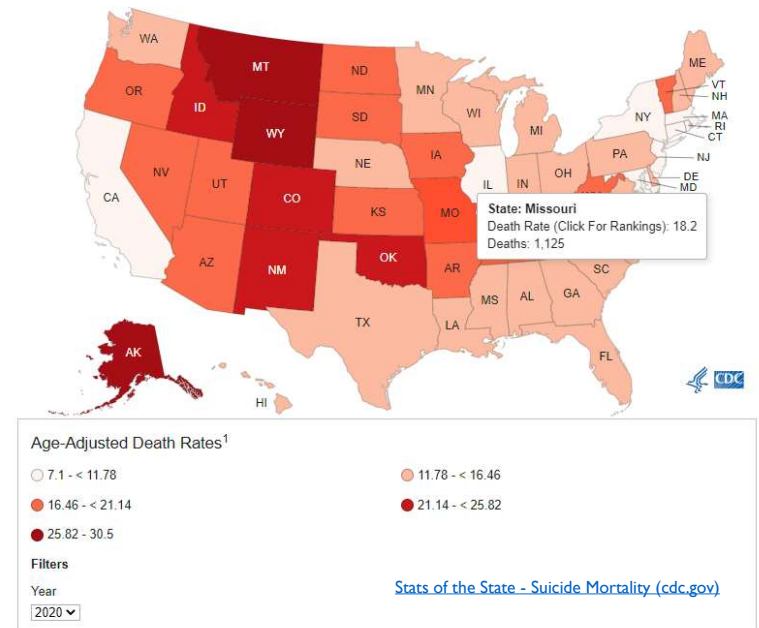 WA
MT
ND
MN
ME
VT
NH
OR
ID
SD
WI
NY
MA
RI
CT
WY
MI
IA
PA
NJ
NE
OH
DE
MD
NV
UT
IL
IN
CA
CO
KS
MO
State: Missouri
Death Rate (Click For Rankings): 18.2
Deaths: 1,125
AZ
NM
OK
AR
SC
MS
AL
GA
TX
LA
AK
FL
HI
CDC
Age-Adjusted Death Rates1
7.1 - < 11.78
11.78 - < 16.46
16.46 - < 21.14
21.14 - < 25.82
25.82 - 30.5
Filters
Year
2020
Stats of the State - Suicide Mortality (cdc.gov)